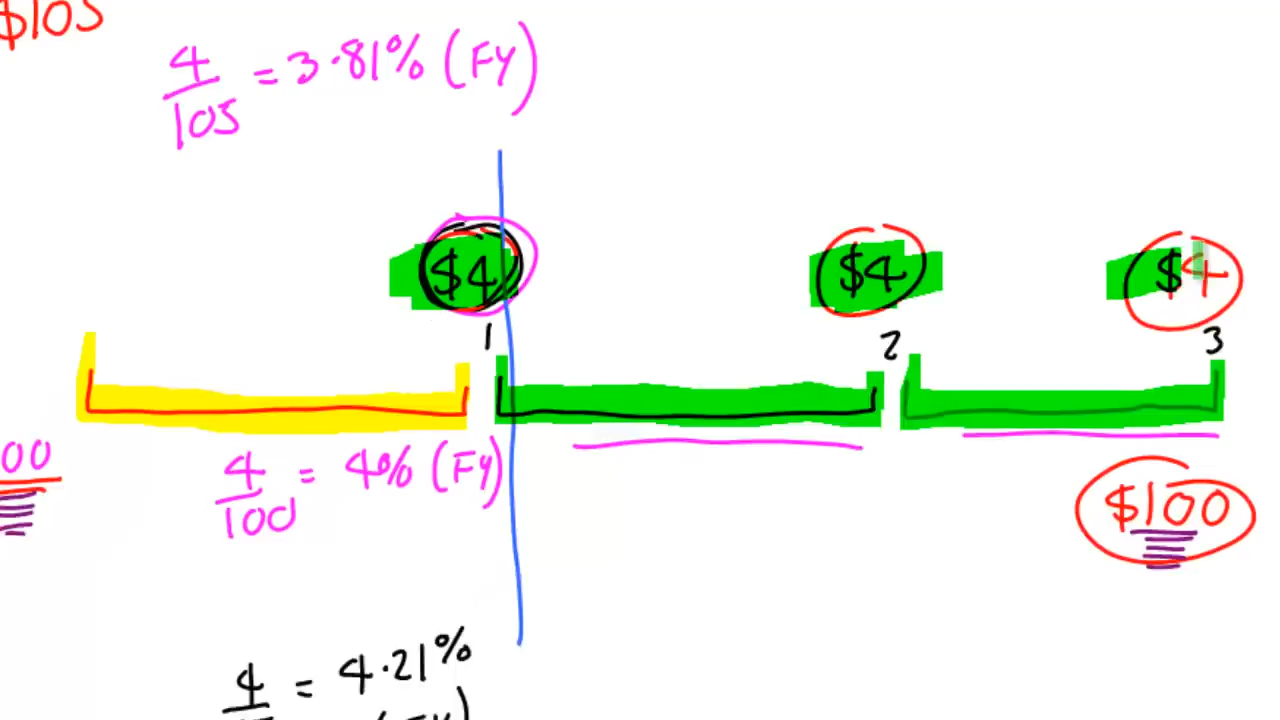 $105
4/105 = 3.81% (FY)
$4 $4 $4
1 2 3
00
4/100 = 4% (FY)
$100
4 = 4.21%
(FY)